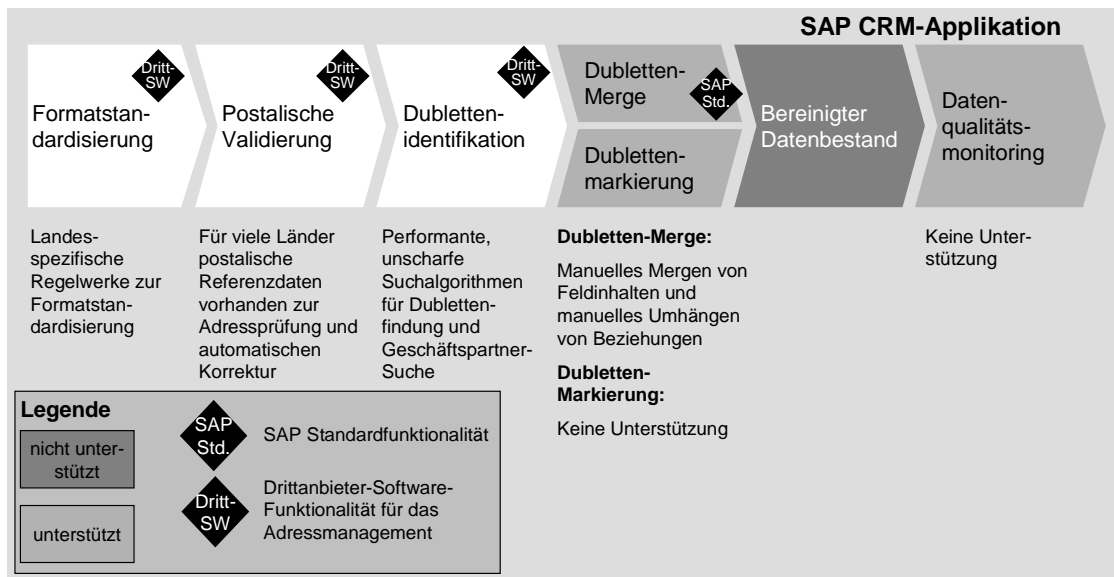 SAP CRM-Applikation
Dritt-
SW
Formatstan-
dardisierung
Dritt-
SW
Postalische
Validierung
Dritt-
SW
Dubletten-
identifikation
Dubletten-
Merge
SAP
Std.
Dubletten-
markierung
Bereinigter
Datenbestand
Daten-
qualitäts-
monitoring
Landes-
spezifische
Regelwerke zur
Formatstan-
dardisierung
Für viele Länder
postalische
Referenzdaten
vorhanden zur
Adressprüfung und
automatischen
Korrektur
Performante,
unscharfe
Suchalgorithmen
für Dubletten-
findung und
Geschäftspartner-
Suche
Dubletten-Merge:
Manuelles Mergen von
Feldinhalten und
manuelles Umhängen
von Beziehungen
Dubletten-
Markierung:
Keine Unterstützung
Keine Unter-
stützung
Legende
nicht unter-
stützt
unterstützt
SAP
Std.
SAP Standardfunktionalität
Dritt-
SW
Drittanbieter-Software-
Funktionalität für das
Adressmanagement